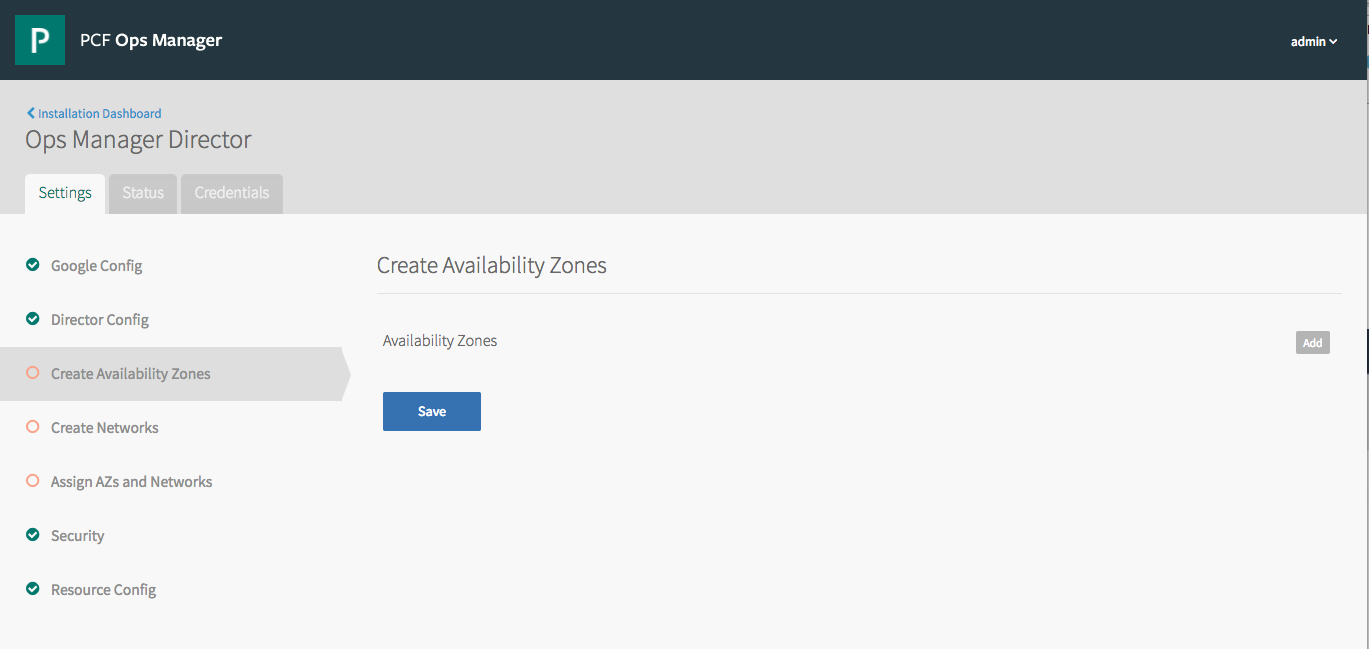 P
PCF Ops Manager
admin
Installation Dashboard
Ops Manager Director
Settings
Status
Credentials
Google Config
Director Config
Create Availability Zones
Create Networks
Assign AZs and Networks
Security
Resource Config
Create Availability Zones
Availability Zones
Add
Save